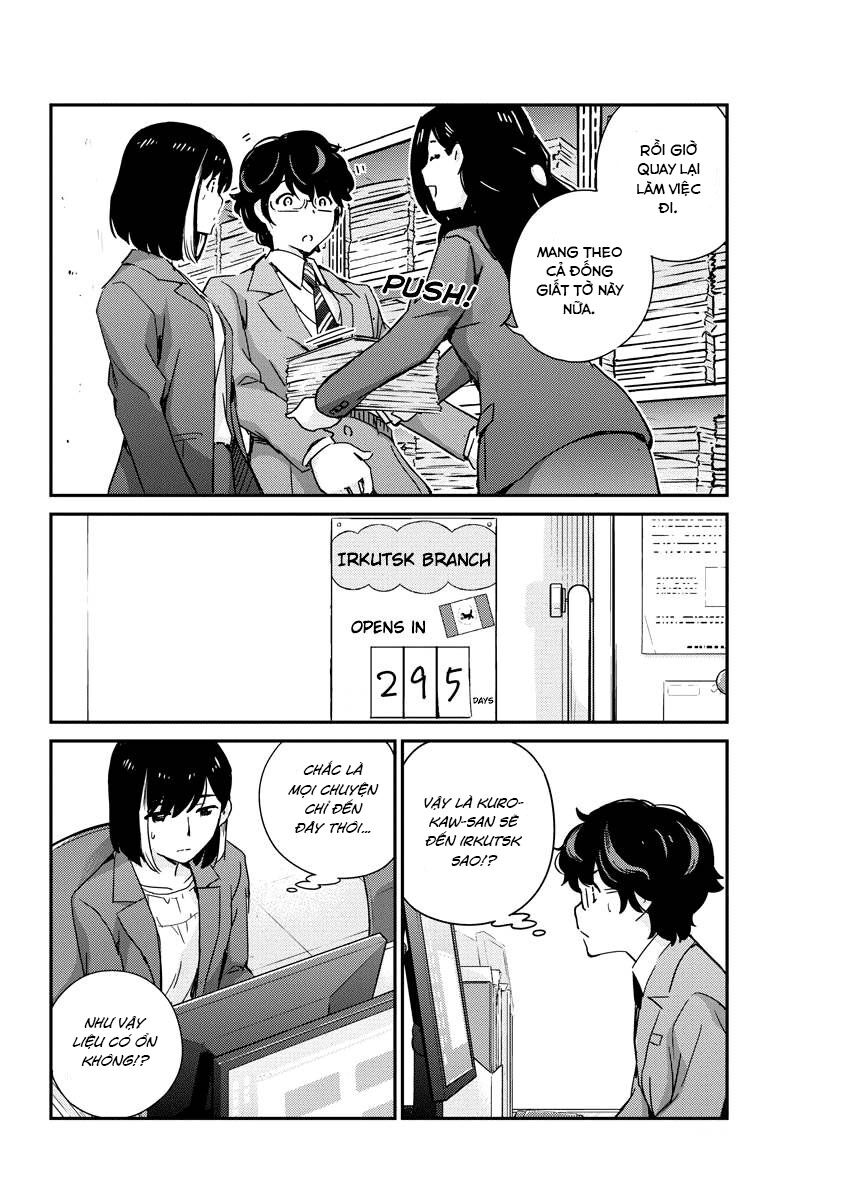 RỒI GIỜ
QUAY LẠI
LÀM VIỆC
ĐI.
MANG THEO
CẢ ĐỐNG
GIẤT TỜ NÀY
NỮA.
PUSH!
IRKUTSK BRANCH
OPENS IN
295
DAYS
VẬY LÀ KURO-
KAW-SAN SẼ
ĐẾN IRKUTSK
SAO!?
CHẮC LÀ
MỌI CHUYỆN
CHỈ ĐẾN
ĐÂY THÔI...
NHƯ VẬY
LIỆU CÓ ỔN
KHÔNG!?